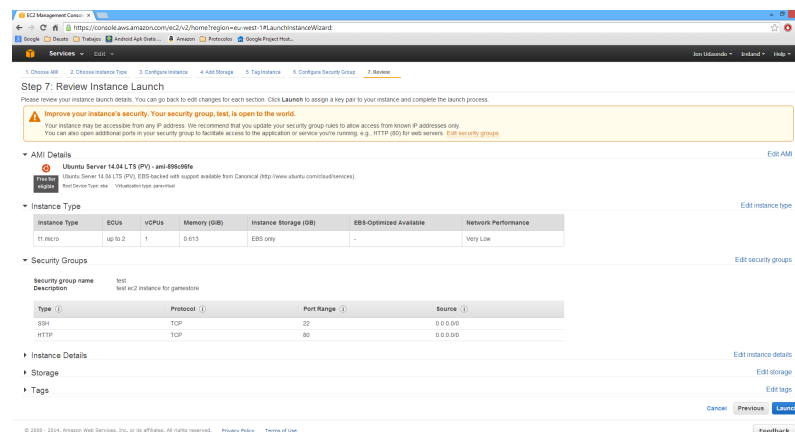 EC2 Management Console
https://console.aws.amazon.com/ec2/v2/home?region=eu-west-1#LaunchInstanceWizard:
Google Deusto Trabajos Android Apk Gratis ... Amazon Protocolos Google Project Host...
Services Edit Jon Udaondo Ireland Help
1. Choose AMI 2. Choose Instance Type 3. Configure Instance 4. Add Storage 5. Tag Instance 6. Configure Security Group 7. Review
Step 7: Review Instance Launch
Please review your instance launch details. You can go back to edit changes for each section. Click Launch to assign a key pair to your instance and complete the launch process.
Improve your instance's security. Your security group, test, is open to the world.
Your instance may be accessible from any IP address. We recommend that you update your security group rules to allow access from known IP addresses only.
You can also open additional ports in your security group to facilitate access to the application or service you're running, e.g., HTTP (80) for web servers. Edit security groups
AMI Details Edit AMI
Ubuntu Server 14.04 LTS (PV) - ami-896c96fe
Free tier eligible
Ubuntu Server 14.04 LTS (PV), EBS-backed with support available from Canonical (http://www.ubuntu.com/cloud/services).
Root Device Type: ebs Virtualization type: paravirtual
Instance Type Edit instance type
Instance Type ECUs vCPUs Memory (GiB) Instance Storage (GB) EBS-Optimized Available Network Performance
t1.micro up to 2 1 0.613 EBS only - Very Low
Security Groups Edit security groups
Security group name test
Description test ec2 instance for gamestore
Type Protocol Port Range Source
SSH TCP 22 0.0.0.0/0
HTTP TCP 80 0.0.0.0/0
Instance Details Edit instance details
Storage Edit storage
Tags Edit tags
Cancel Previous Launch
© 2008 - 2014, Amazon Web Services, Inc. or its affiliates. All rights reserved. Privacy Policy Terms of Use Feedback